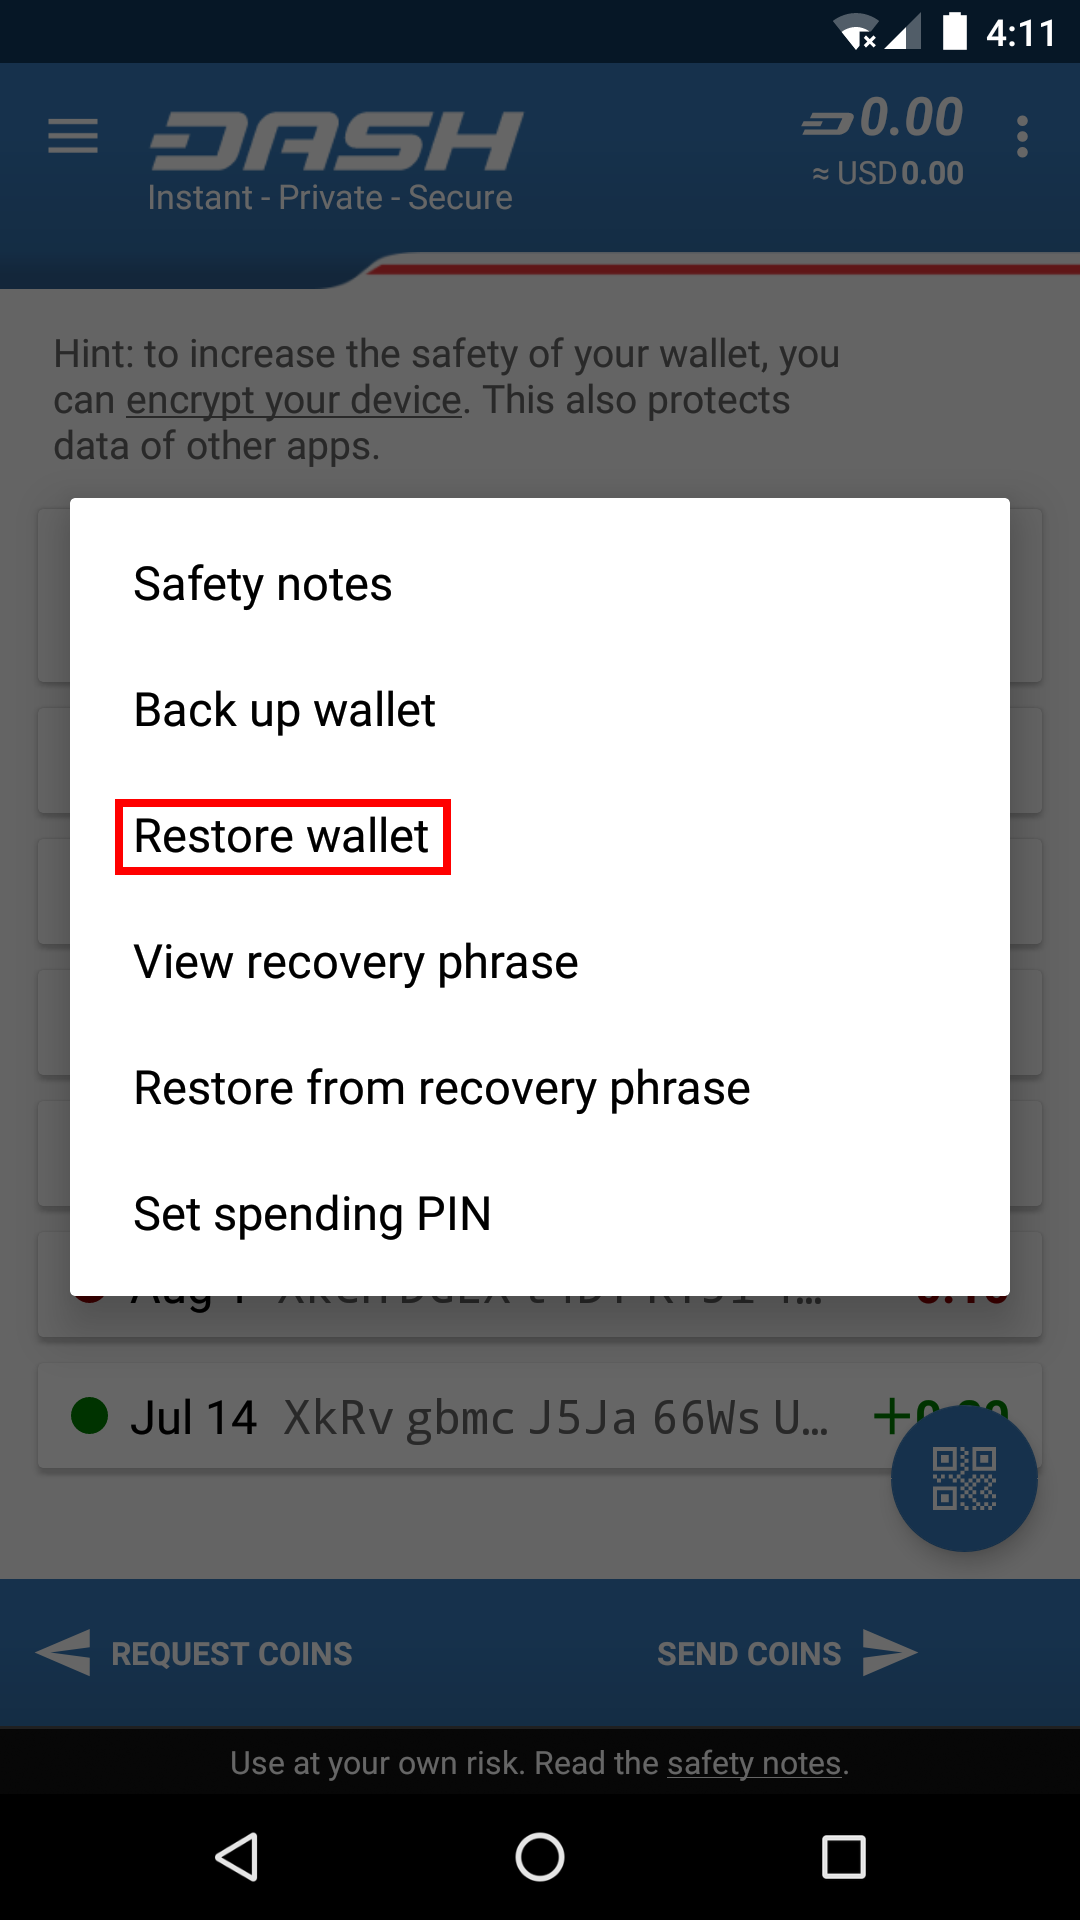 4:11
DASH
0.00
Instant - Private - Secure
≈ USD 0.00
Hint: to increase the safety of your wallet, you
can encrypt your device. This also protects
data of other apps.
Safety notes
Back up wallet
Restore wallet
View recovery phrase
Restore from recovery phrase
Set spending PIN
Jul 14 XkRv gbmc J5Ja 66Ws U…
REQUEST COINS
SEND COINS
Use at your own risk. Read the safety notes.